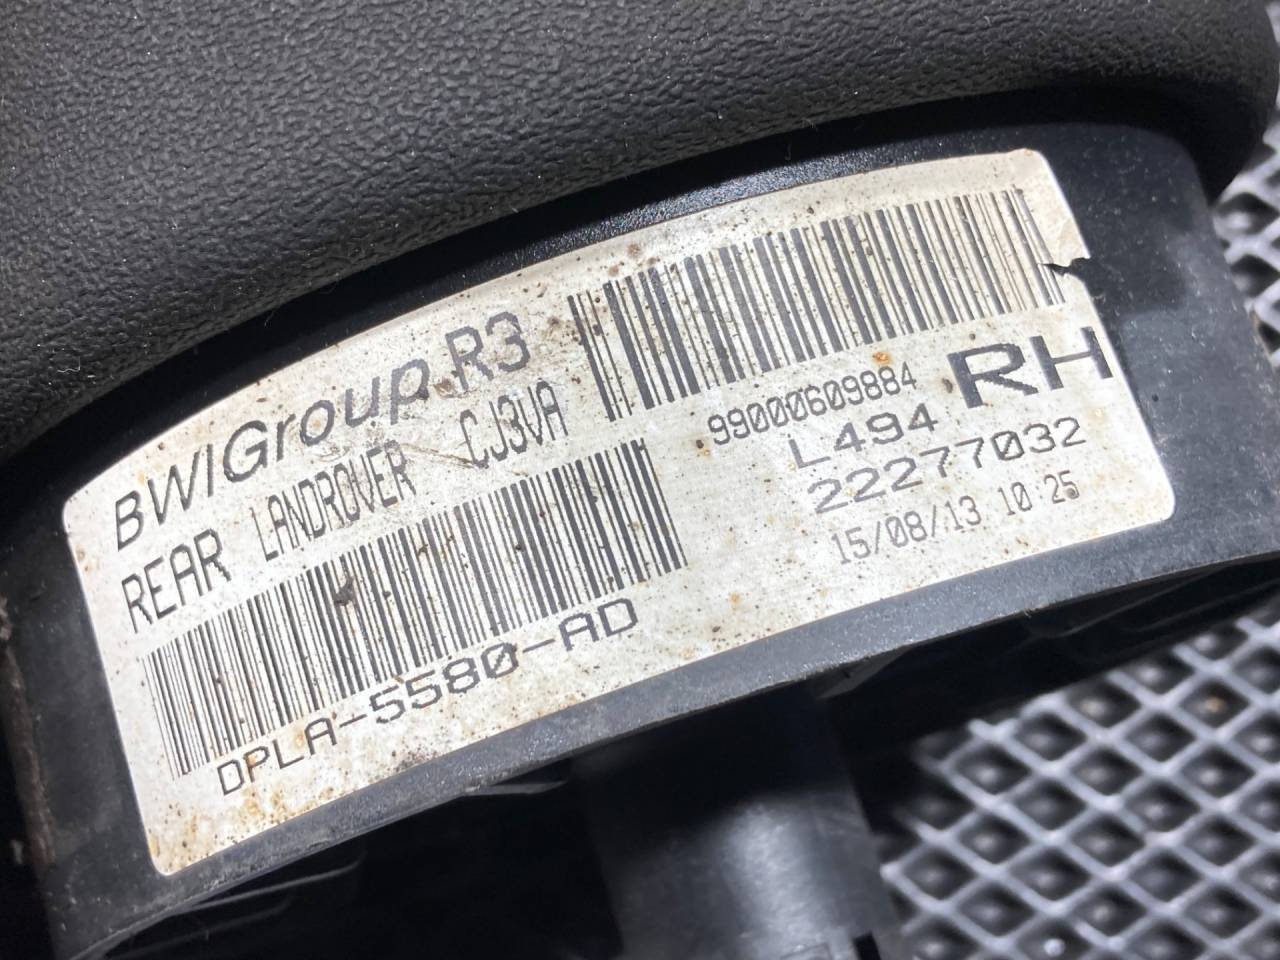 BWIGroup R3
REAR LANDROVER CJ3VA
DPLA-5580-AD
99000609884
L494 RH
22277032
15/08/13 10 25